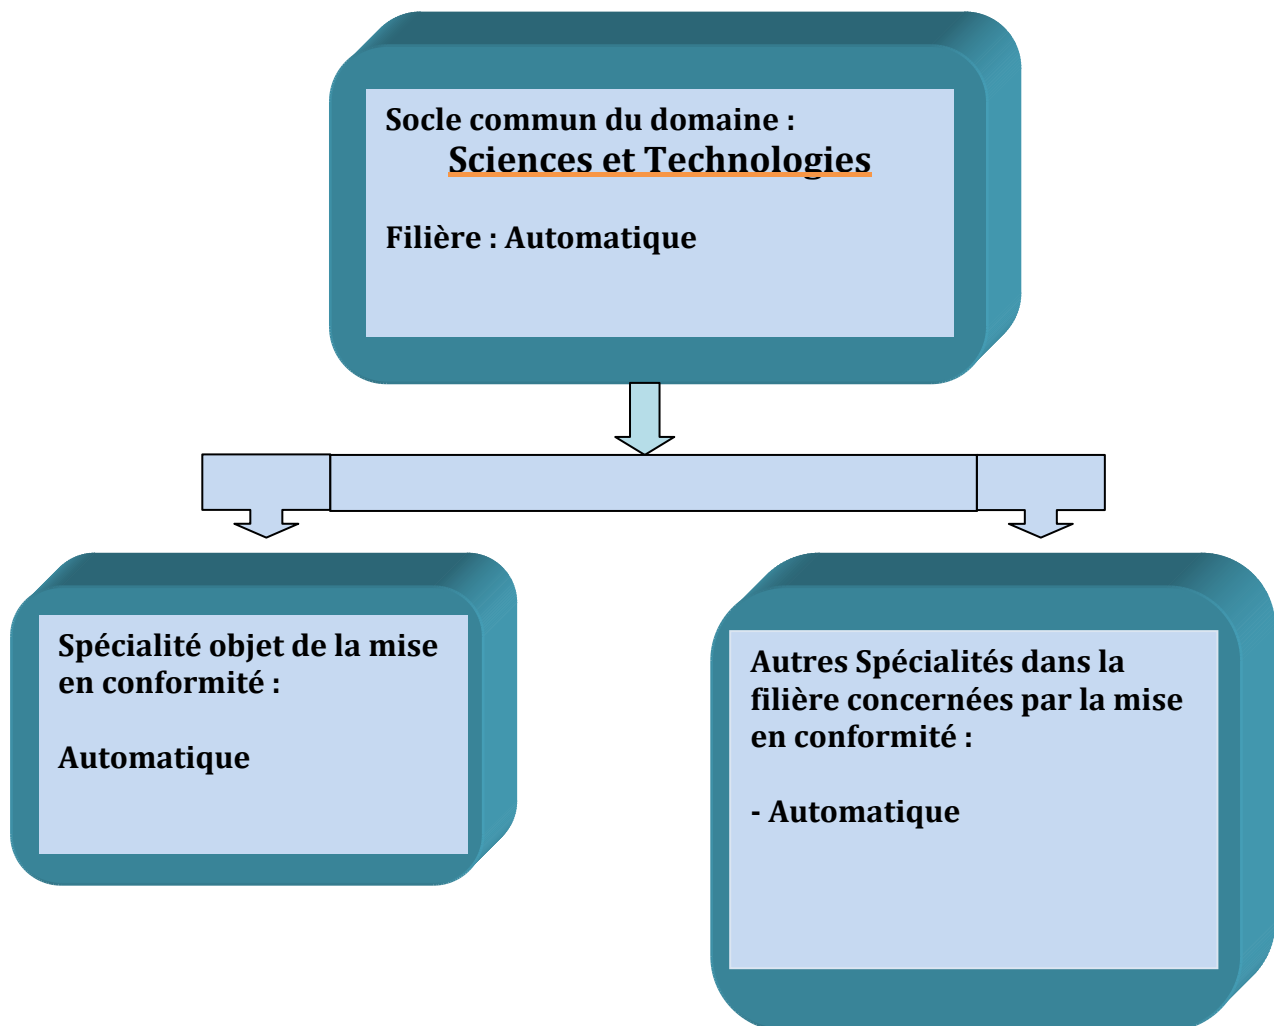 Socle commun du domaine :
Sciences et Technologies
Filière : Automatique
Spécialité objet de la mise
en conformité :
Automatique
Autres Spécialités dans la
filière concernées par la mise
en conformité :
- Automatique